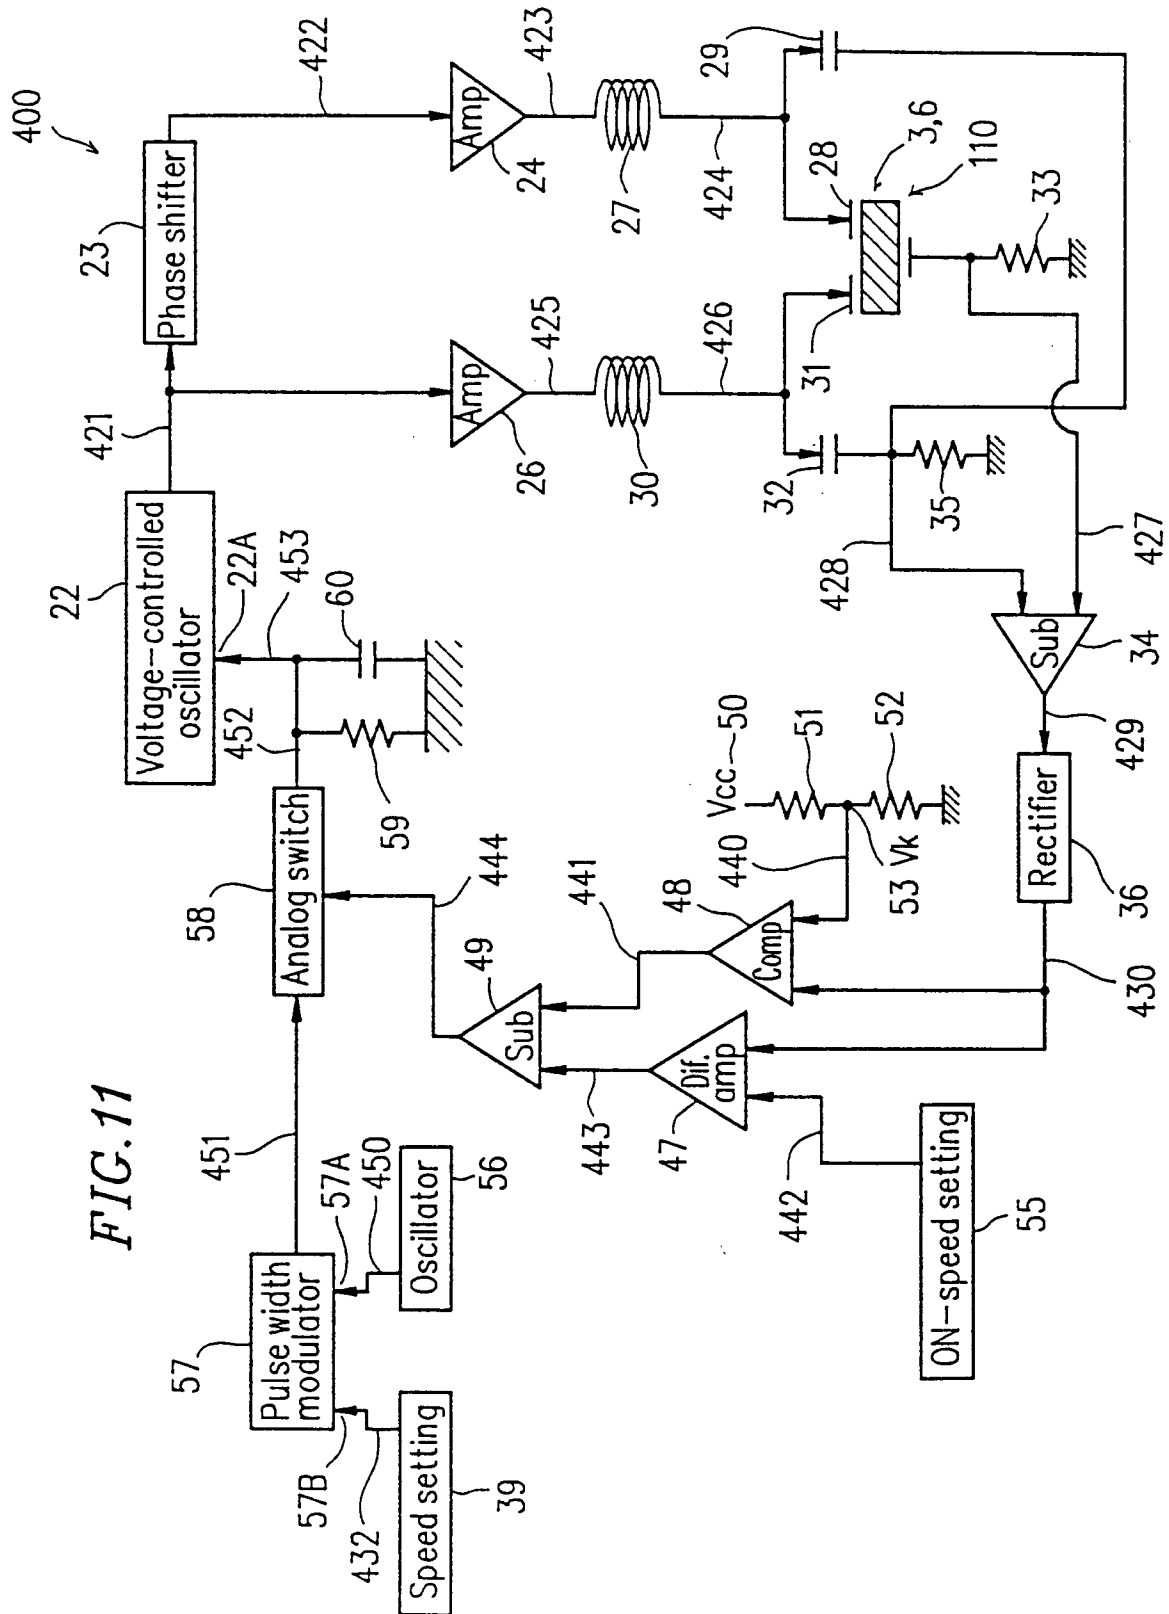 FIG.11
400
22
Voltage-controlled
oscillator
22A
421
23
Phase shifter
422
453
452
60
59
58
Analog switch
451
57
Pulse width
modulator
57A
450
Oscillator
56
57B
432
Speed setting
39
444
Amp
24
423
27
424
Amp
26
425
30
426
29
28
3,6
110
33
31
32
35
428
427
Sub
34
429
Rectifier
36
430
Vcc
50
51
52
53
Vk
440
48
Comp
441
49
Sub
443
Dif.
amp
47
442
ON-speed setting
55